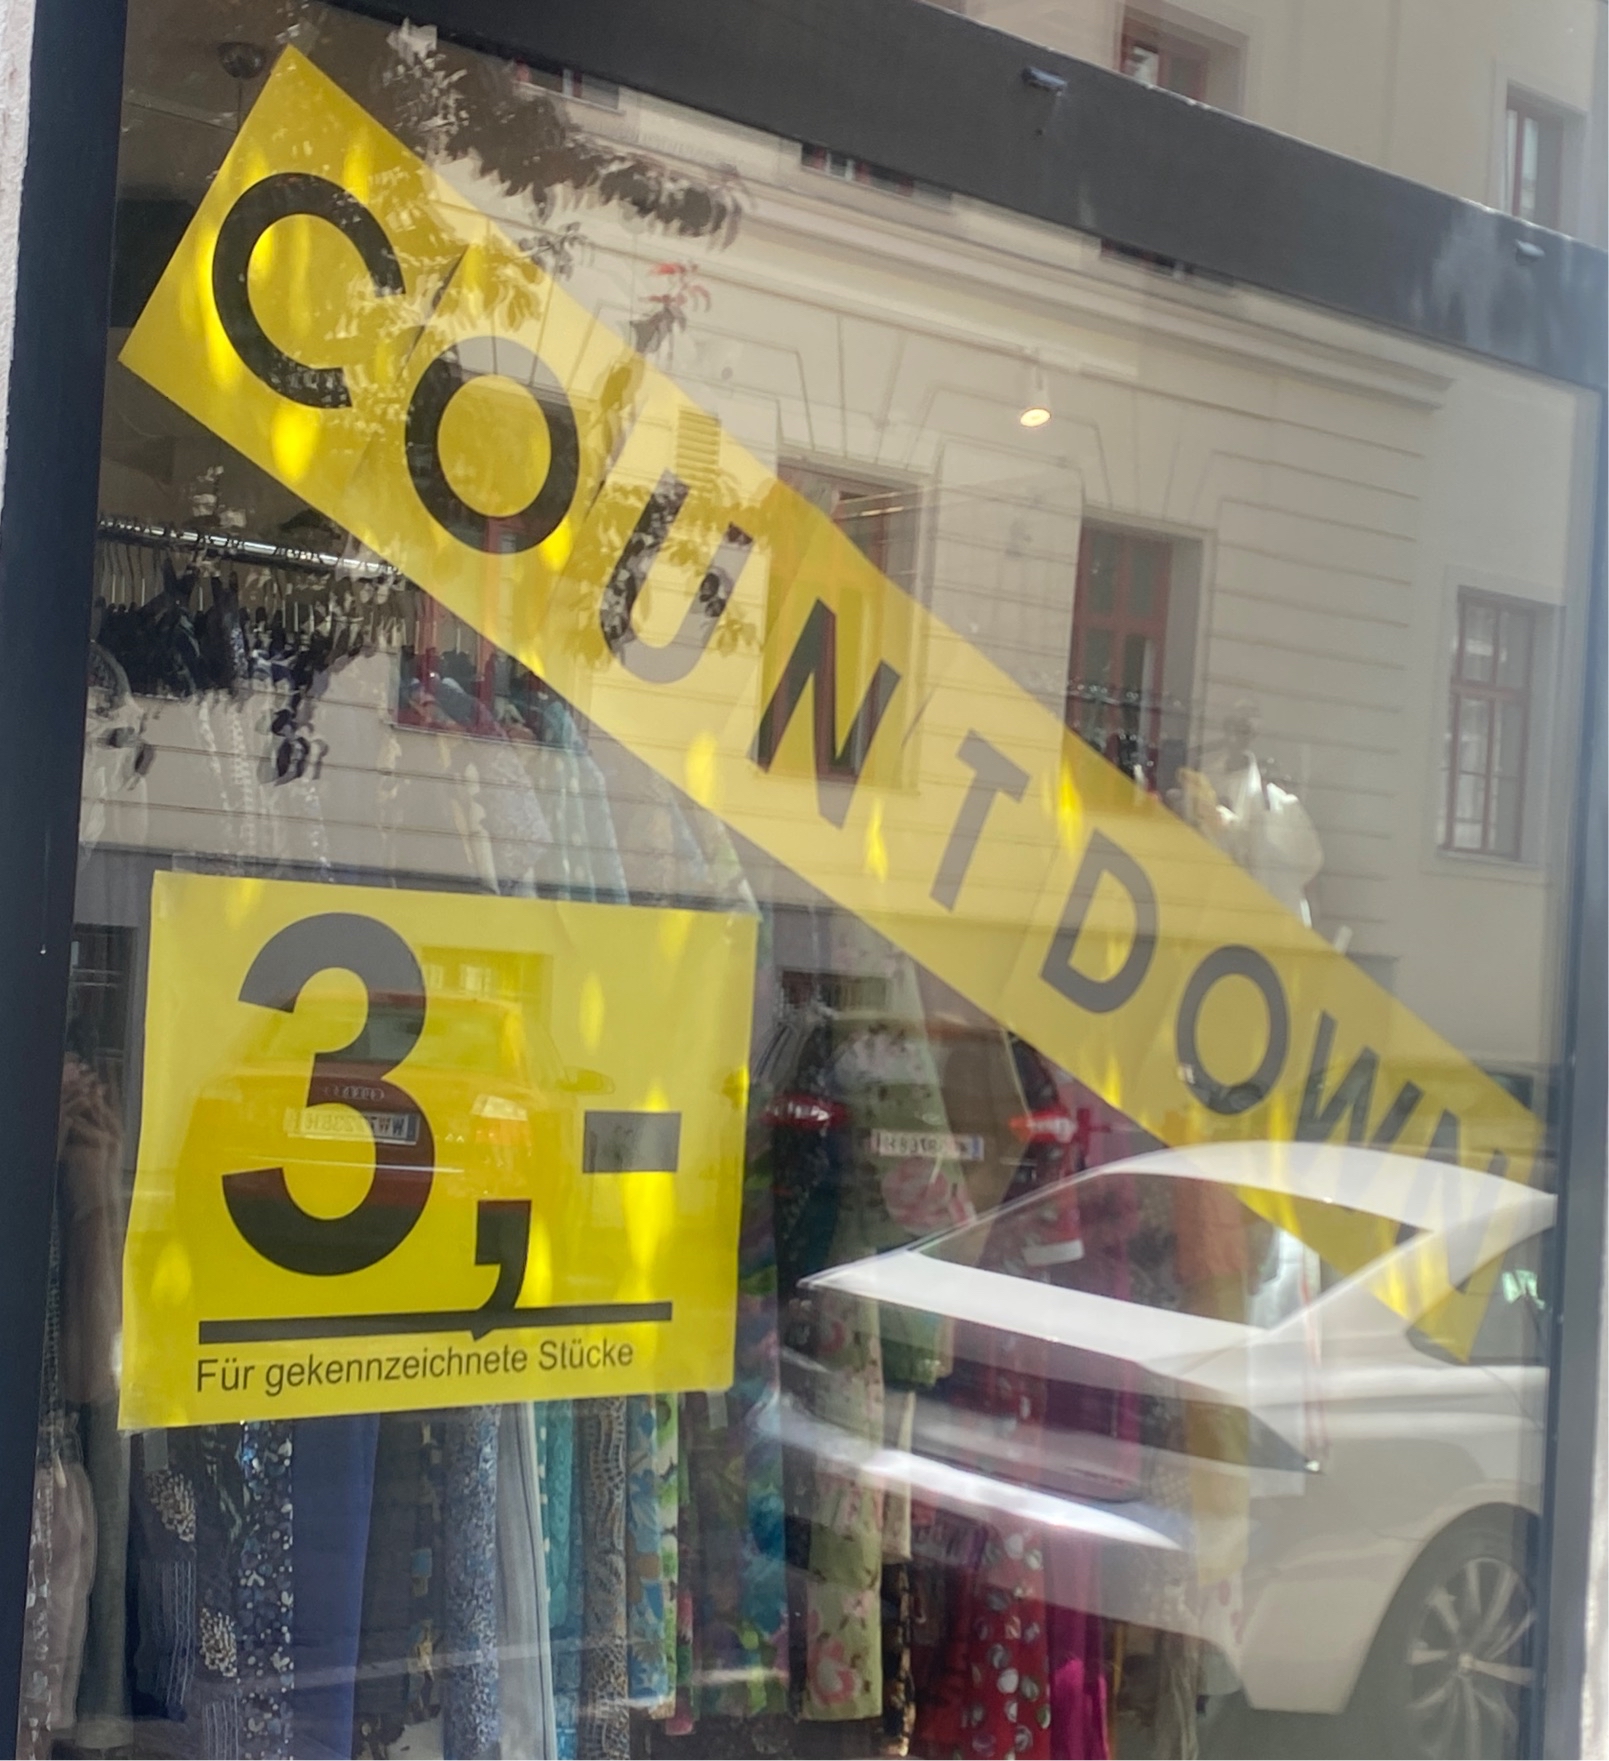 COUNTDOWN
3,-
Für gekennzeichnete Stücke